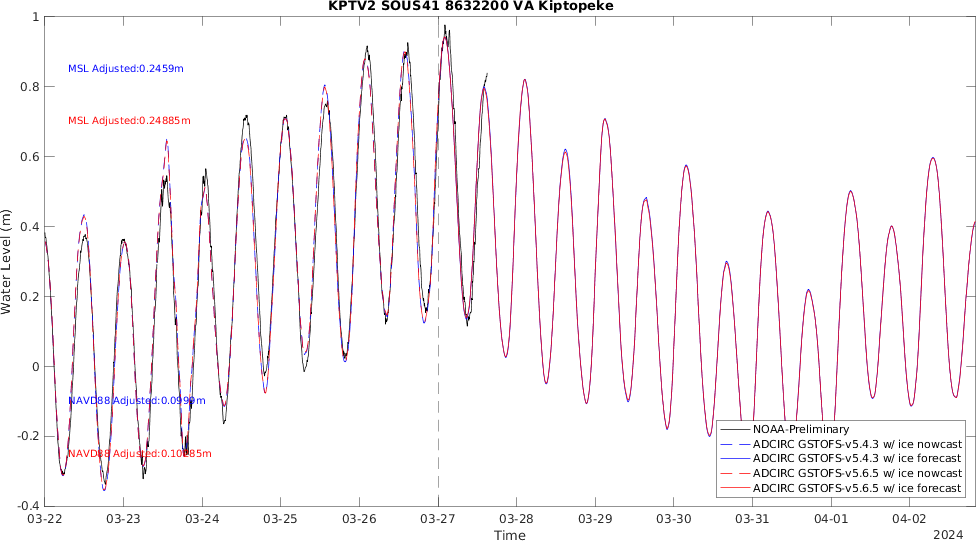 KPTV2 SOUS41 8632200 VA Kiptopeke
1
MSL Adjusted:0.2459m
0.8
MSL Adjusted:0.24885m
0.6
0.4
Water Level (m)
0.2
0
NAVD88 Adjusted:0.0999m
-0.2
NAVD88 Adjusted:0.10285m
-0.4
NOAA-Preliminary
ADCIRC GSTOFS-v5.4.3 w/ ice nowcast
ADCIRC GSTOFS-v5.4.3 w/ ice forecast
ADCIRC GSTOFS-v5.6.5 w/ ice nowcast
ADCIRC GSTOFS-v5.6.5 w/ ice forecast
03-22 03-23 03-24 03-25 03-26 03-27 03-28 03-29 03-30 03-31 04-01 04-02
Time
2024